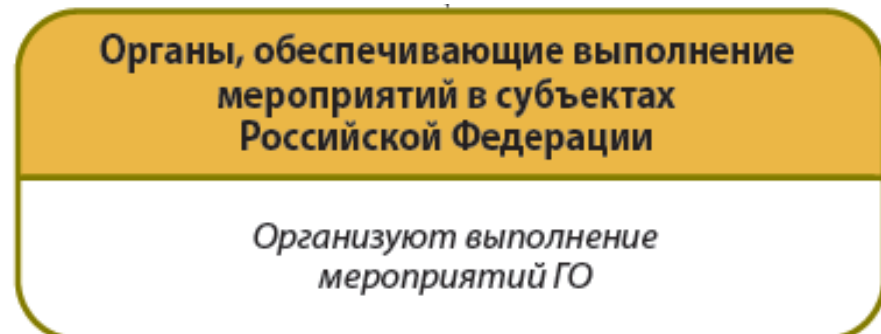 Органы, обеспечивающие выполнение
мероприятий в субъектах
Российской Федерации
Организуют выполнение
мероприятий ГО